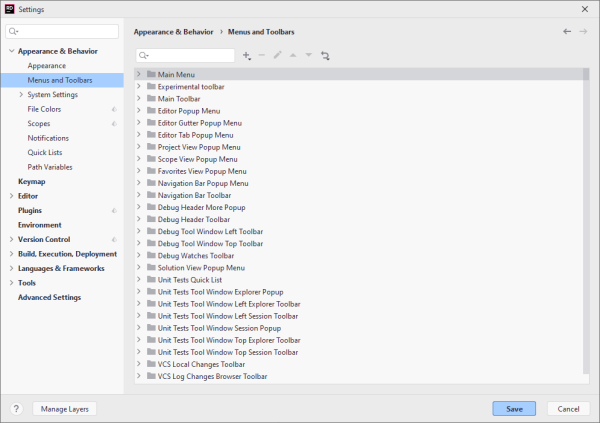 RD Settings
Appearance & Behavior
Appearance
Menus and Toolbars
System Settings
File Colors
Scopes
Notifications
Quick Lists
Path Variables
Keymap
Editor
Plugins
Environment
Version Control
Build, Execution, Deployment
Languages & Frameworks
Tools
Advanced Settings
Appearance & Behavior › Menus and Toolbars
Main Menu
Experimental toolbar
Main Toolbar
Editor Popup Menu
Editor Gutter Popup Menu
Editor Tab Popup Menu
Project View Popup Menu
Scope View Popup Menu
Favorites View Popup Menu
Navigation Bar Popup Menu
Navigation Bar Toolbar
Debug Header More Popup
Debug Header Toolbar
Debug Tool Window Left Toolbar
Debug Tool Window Top Toolbar
Debug Watches Toolbar
Solution View Popup Menu
Unit Tests Quick List
Unit Tests Tool Window Explorer Popup
Unit Tests Tool Window Left Explorer Toolbar
Unit Tests Tool Window Left Session Toolbar
Unit Tests Tool Window Session Popup
Unit Tests Tool Window Top Explorer Toolbar
Unit Tests Tool Window Top Session Toolbar
VCS Local Changes Toolbar
VCS Log Changes Browser Toolbar
? Manage Layers
Save Cancel